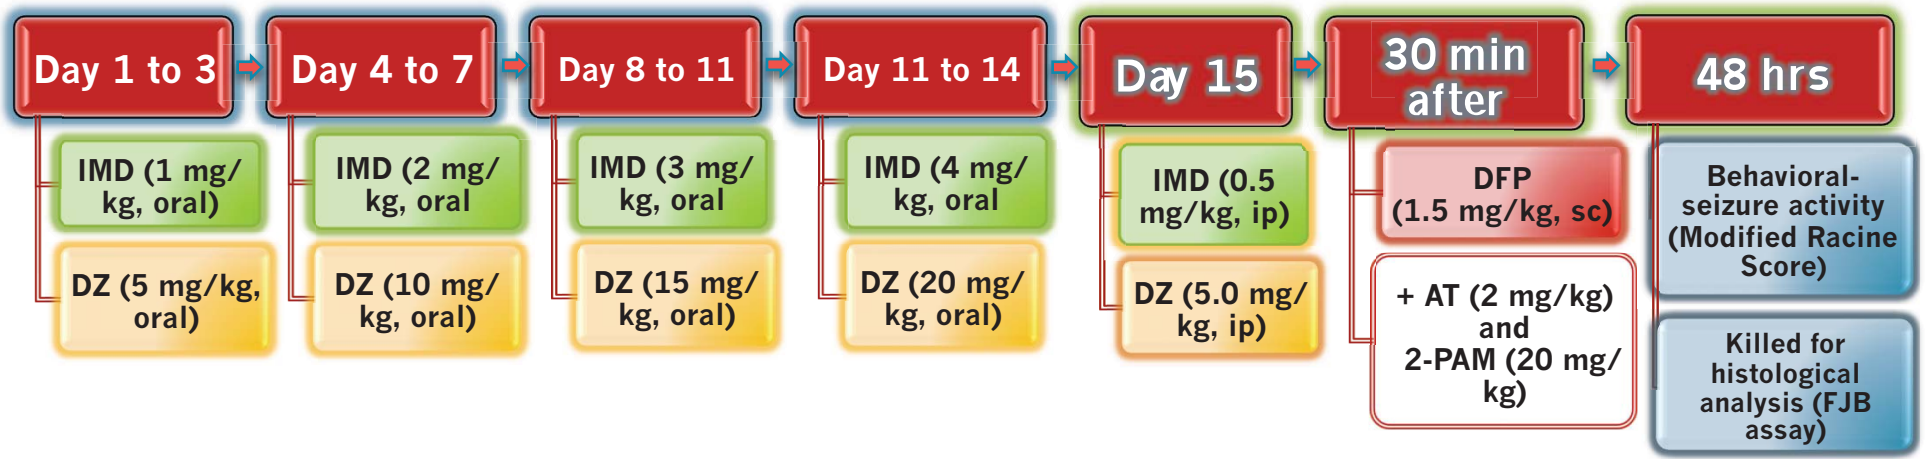 Day 1 to 3
IMD (1 mg/
kg, oral)
DZ (5 mg/kg,
oral)
Day 4 to 7
IMD (2 mg/
kg, oral
DZ (10 mg/
kg, oral)
Day 8 to 11
IMD (3 mg/
kg, oral
DZ (15 mg/
kg, oral)
Day 11 to 14
IMD (4 mg/
kg, oral
DZ (20 mg/
kg, oral)
Day 15
IMD (0.5
mg/kg, ip)
DZ (5.0 mg/
kg, ip)
30 min
after
DFP
(1.5 mg/kg, sc)
+ AT (2 mg/kg)
and
2-PAM (20 mg/
kg)
48 hrs
Behavioral-
seizure activity
(Modified Racine
Score)
Killed for
histological
analysis (FJB
assay)